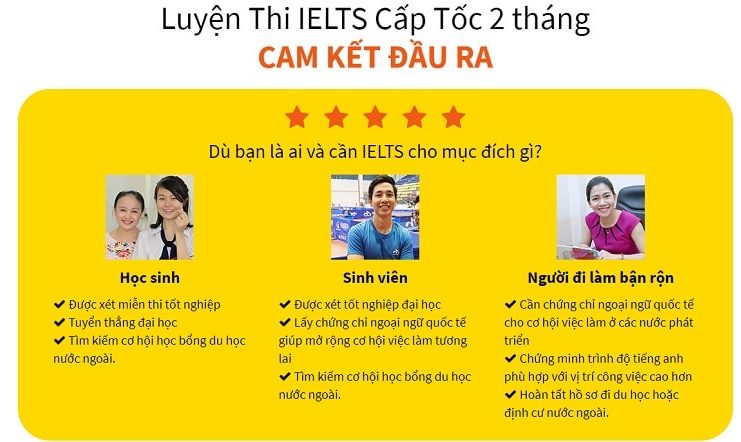 Luyện Thi IELTS Cấp Tốc 2 tháng
CAM KẾT ĐẦU RA
Dù bạn là ai và cần IELTS cho mục đích gì?
Học sinh
✔ Được xét miễn thi tốt nghiệp
✔ Tuyển thẳng đại học
✔ Tìm kiếm cơ hội học bổng du học
nước ngoài.
Sinh viên
✔ Được xét tốt nghiệp đại học
✔ Lấy chứng chỉ ngoại ngữ quốc tế
giúp mở rộng cơ hội việc làm tương
lai
✔ Tìm kiếm cơ hội học bổng du học
nước ngoài.
Người đi làm bận rộn
✔ Cần chứng chỉ ngoại ngữ quốc tế
cho cơ hội việc làm ở các nước phát
triển
✔ Chứng minh trình độ tiếng anh
phù hợp với vị trí công việc cao hơn
✔ Hoàn tất hồ sơ đi du học hoặc
định cư nước ngoài.